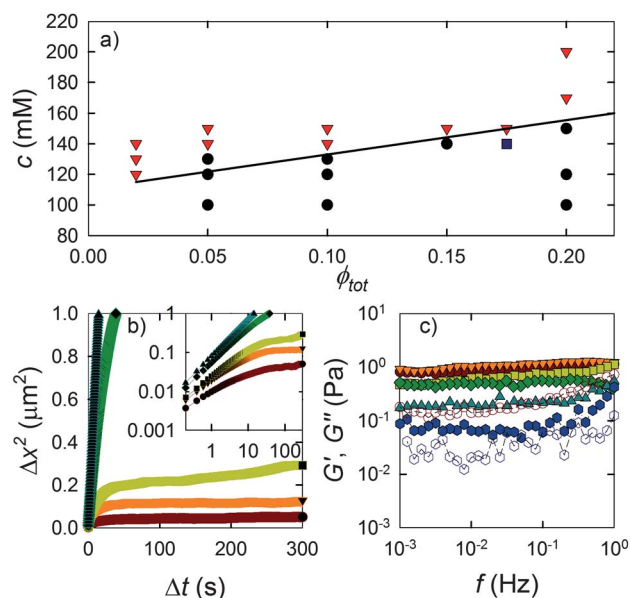 a)
220
200
180
160
140
120
100
80
c (mM)
0.00 0.05 0.10 0.15 0.20
ϕtot
b)
1.0
0.8
0.6
0.4
0.2
0.0
Δx² (μm²)
1
0.1
0.01
0.001
1 10 100
0 100 200 300
Δt (s)
c)
10¹
10⁰
10⁻¹
10⁻²
10⁻³
G', G" (Pa)
10⁻³ 10⁻² 10⁻¹ 10⁰
f (Hz)